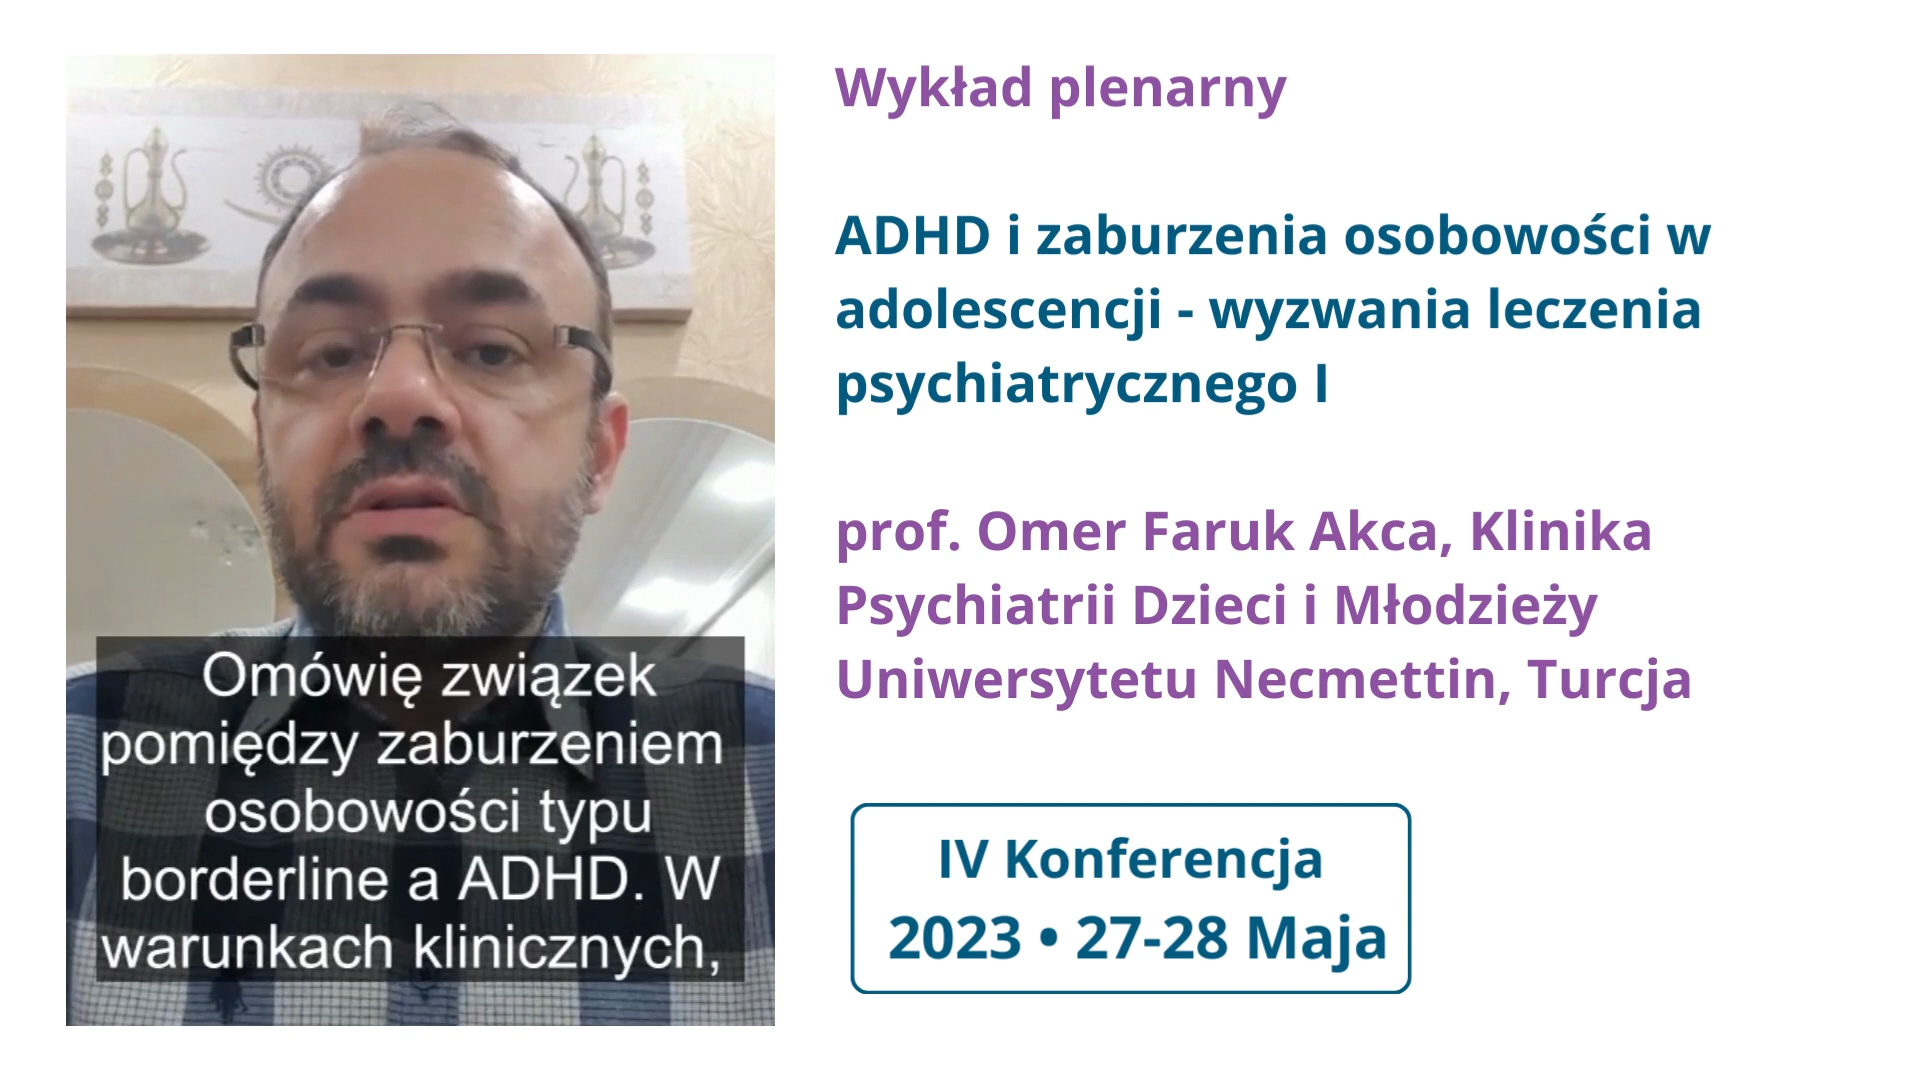 Wykład plenarny
ADHD i zaburzenia osobowości w
adolescencji - wyzwania leczenia
psychiatrycznego I
prof. Omer Faruk Akca, Klinika
Psychiatrii Dzieci i Młodzieży
Uniwersytetu Necmettin, Turcja
IV Konferencja
2023 • 27-28 Maja
Omówię związek
pomiędzy zaburzeniem
osobowości typu
borderline a ADHD. W
warunkach klinicznych,